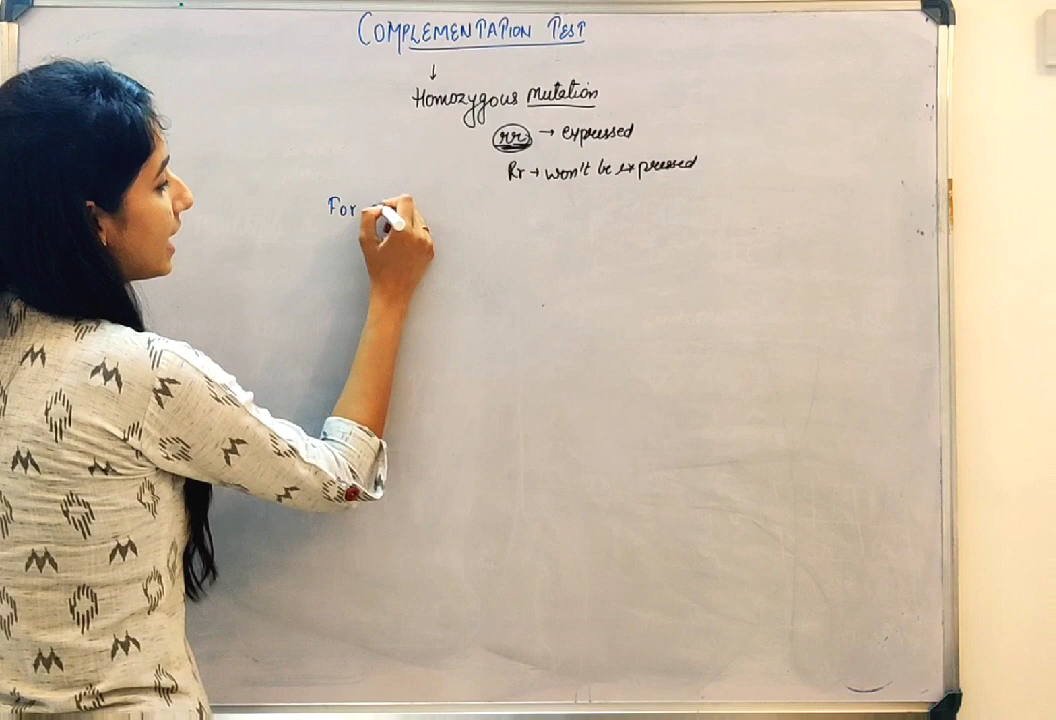 COMPLEMENTATION TEST
↓
Homozygous Mutation
rr → expressed
Rr → won't be expressed
For